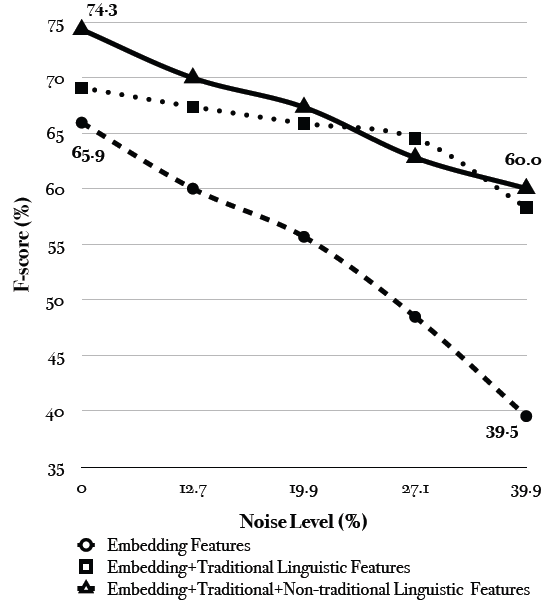 74.3
75
70
65
65.9
60.0
60
F-score (%)
55
50
45
40
39.5
35
0 12.7 19.9 27.1 39.9
Noise Level (%)
Embedding Features
Embedding+Traditional Linguistic Features
Embedding+Traditional+Non-traditional Linguistic Features